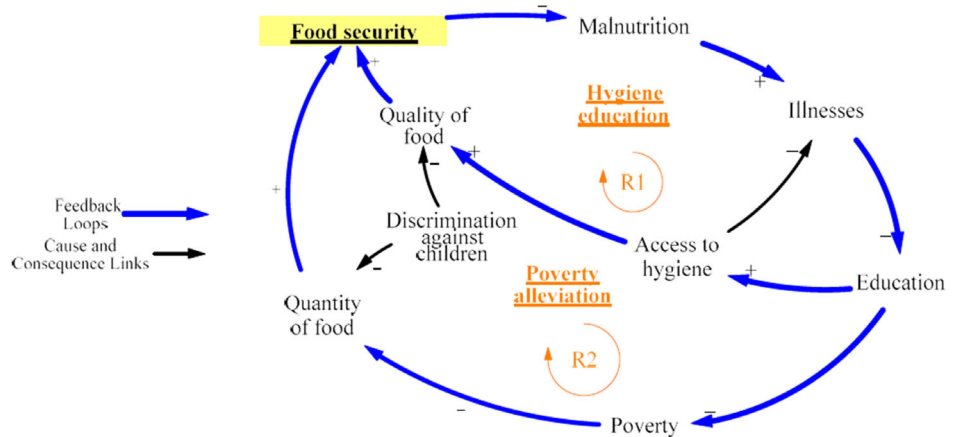 Food security
Malnutrition
Hygiene
education
Illnesses
Quality of
food
R1
Feedback
Loops
Cause and
Consequence Links
Discrimination
against
children
Access to
hygiene
Education
Poverty
alleviation
Quantity
of food
R2
Poverty
−
+
+
+
−
−
−
+
−
+
−
−